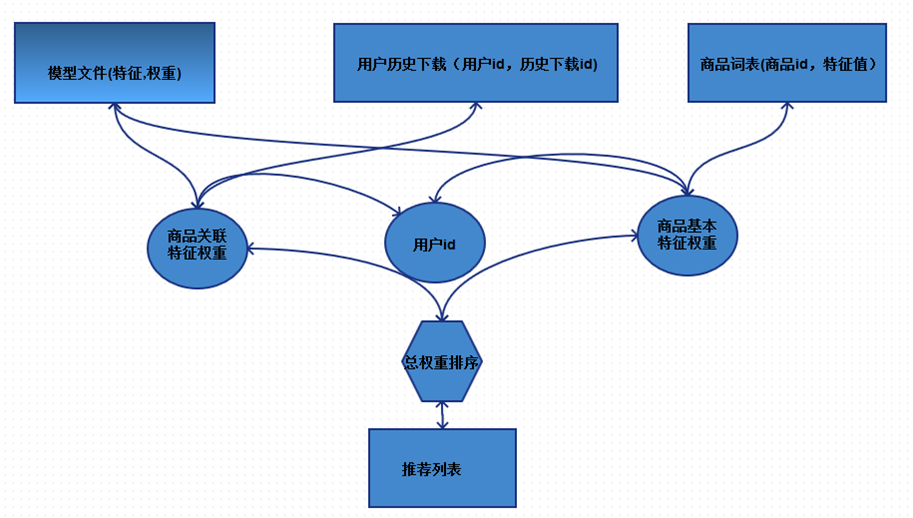 模型文件(特征,权重)
用户历史下载（用户id，历史下载id)
商品词表(商品id，特征值）
商品关联
特征权重
用户id
商品基本
特征权重
总权重排序
推荐列表